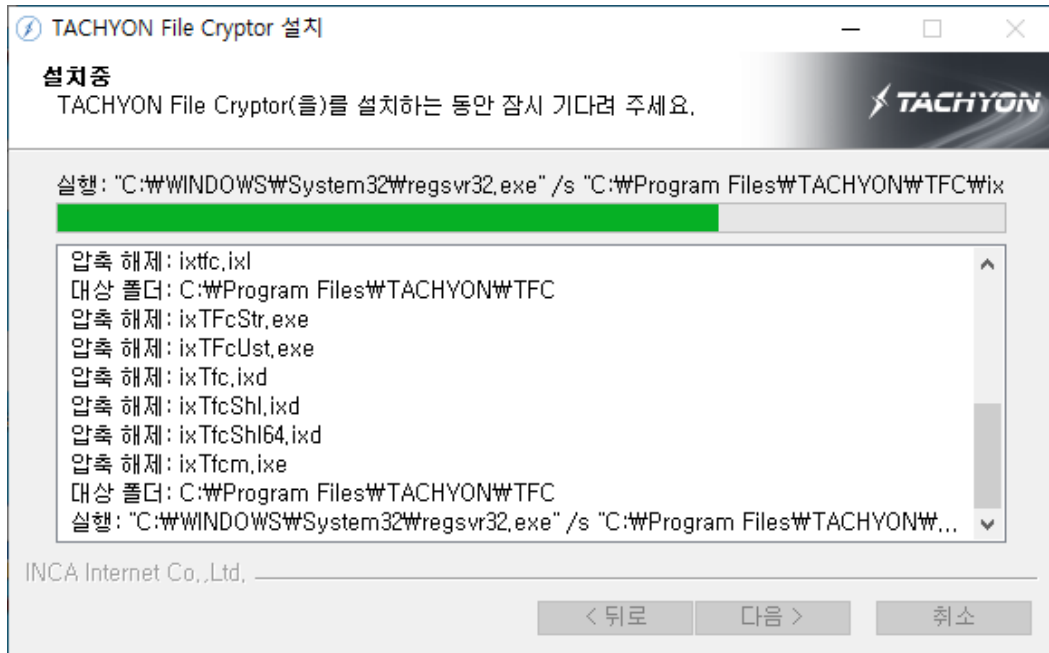 TACHYON File Cryptor 설치
설치중
TACHYON File Cryptor(을)를 설치하는 동안 잠시 기다려 주세요.
TACHYON
실행: "C:₩WINDOWS₩System32₩regsvr32.exe" /s "C:₩Program Files₩TACHYON₩TFC₩ix
압축 해제: ixtfc.ixl
대상 폴더: C:₩Program Files₩TACHYON₩TFC
압축 해제: ixTFcStr.exe
압축 해제: ixTFcUst.exe
압축 해제: ixTfc.ixd
압축 해제: ixTfcShl.ixd
압축 해제: ixTfcShl64.ixd
압축 해제: ixTfcm.ixe
대상 폴더: C:₩Program Files₩TACHYON₩TFC
실행: "C:₩WINDOWS₩System32₩regsvr32.exe" /s "C:₩Program Files₩TACHYON₩...
INCA Internet Co.,Ltd.
< 뒤로 다음 > 취소